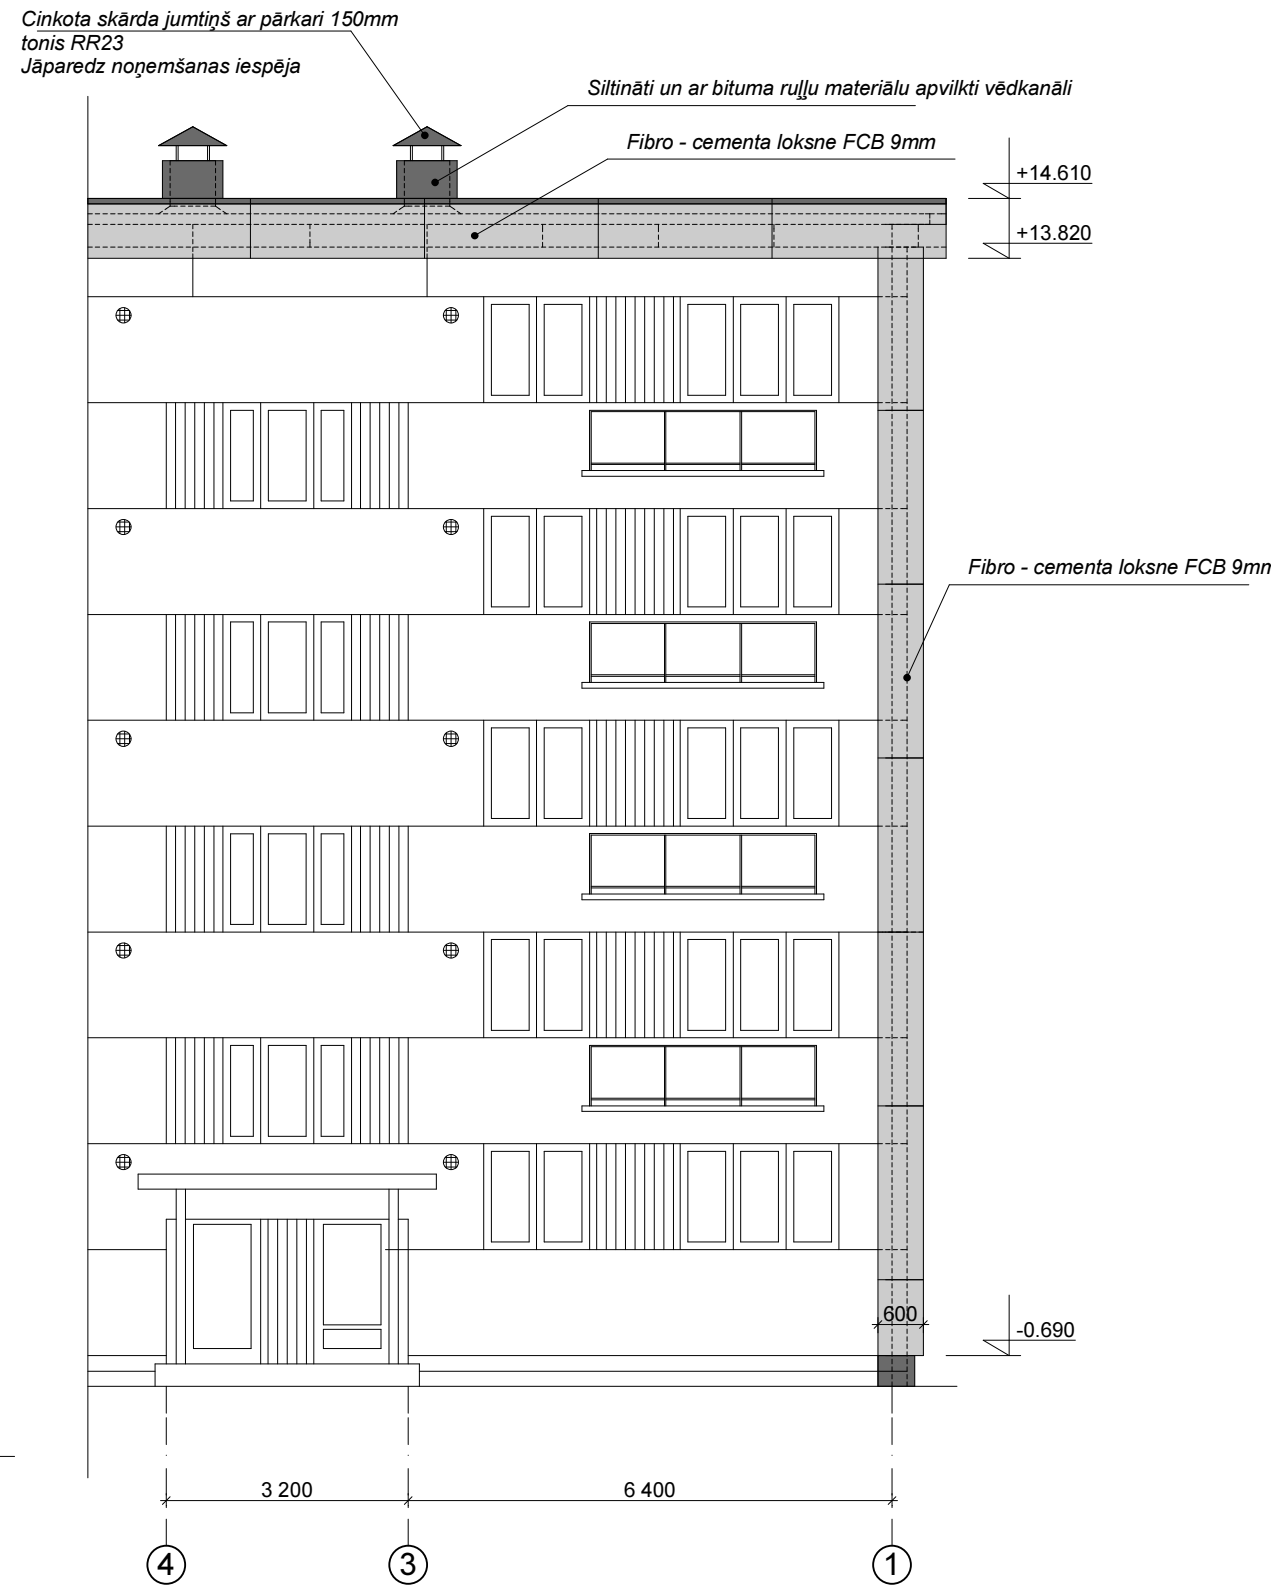 Cinkota skārda jumtiņš ar pārkari 150mm
tonis RR23
Jāparedz noņemšanas iespēja
Siltināti un ar bituma ruļļu materiālu apvilkti vēdkanāli
Fibro - cementa loksne FCB 9mm
+14.610
+13.820
Fibro - cementa loksne FCB 9mm
600
-0.690
3 200
6 400
4
3
1